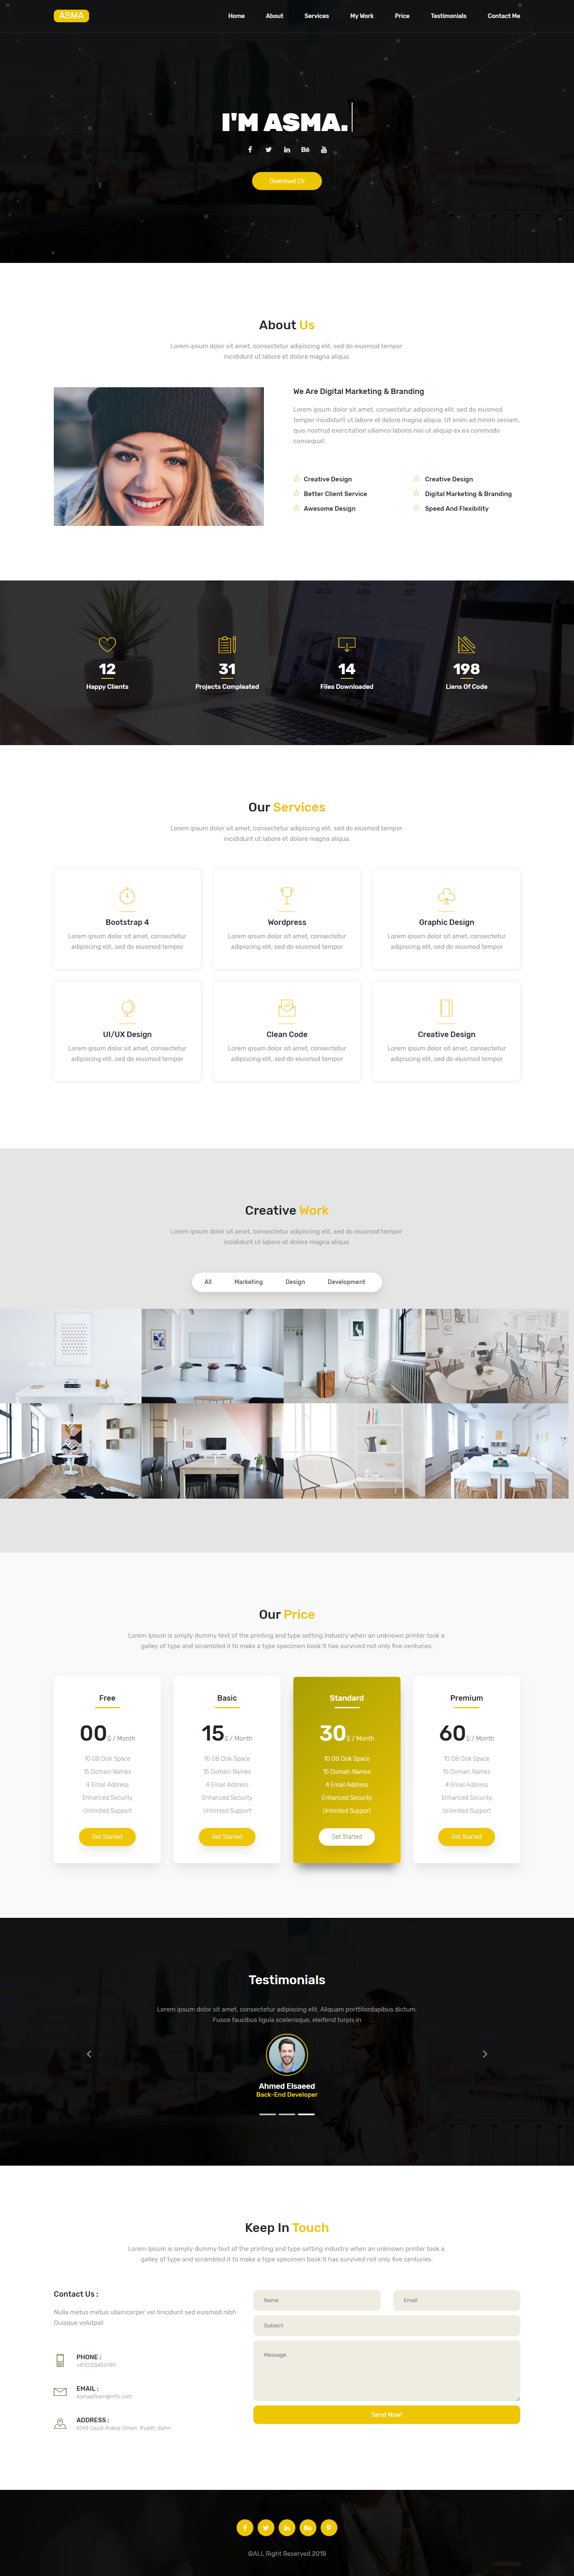 ASMA
Home About Services My Work Price Testimonials Contact Me
I'M ASMA.
Bē
Download CV
About Us
Lorem ipsum dolor sit amet, consectetur adipiscing elit, sed do eiusmod tempor
incididunt ut labore et dolore magna aliqua.
We Are Digital Marketing & Branding
Lorem ipsum dolor sit amet, consectetur adipiscing elit, sed do eiusmod
tempor incididunt ut labore et dolore magna aliqua. Ut enim ad minim veniam,
quis nostrud exercitation ullamco laboris nisi ut aliquip ex ea commodo
consequat.
Creative Design Creative Design
Better Client Service Digital Marketing & Branding
Awesome Design Speed And Flexibility
12 31 14 198
Happy Clients Projects Compleated Files Downloaded Liens Of Code
Our Services
Lorem ipsum dolor sit amet, consectetur adipiscing elit, sed do eiusmod tempor
incididunt ut labore et dolore magna aliqua.
Bootstrap 4 Wordpress Graphic Design
Lorem ipsum dolor sit amet, consectetur Lorem ipsum dolor sit amet, consectetur Lorem ipsum dolor sit amet, consectetur
adipiscing elit, sed do eiusmod tempor adipiscing elit, sed do eiusmod tempor adipiscing elit, sed do eiusmod tempor
UI/UX Design Clean Code Creative Design
Lorem ipsum dolor sit amet, consectetur Lorem ipsum dolor sit amet, consectetur Lorem ipsum dolor sit amet, consectetur
adipiscing elit, sed do eiusmod tempor adipiscing elit, sed do eiusmod tempor adipiscing elit, sed do eiusmod tempor
Creative Work
Lorem ipsum dolor sit amet, consectetur adipiscing elit, sed do eiusmod tempor
incididunt ut labore et dolore magna aliqua.
All Marketing Design Development
Our Price
Lorem Ipsum is simply dummy text of the printing and type setting industry when an unknown printer took a
galley of type and scrambled it to make a type specimen book It has survived not only five centuries.
Free Basic Standard Premium
00$ / Month 15$ / Month 30$ / Month 60$ / Month
10 GB Disk Space 10 GB Disk Space 10 GB Disk Space 10 GB Disk Space
15 Domain Names 15 Domain Names 15 Domain Names 15 Domain Names
4 Email Address 4 Email Address 4 Email Address 4 Email Address
Enhanced Security Enhanced Security Enhanced Security Enhanced Security
Unlimited Support Unlimited Support Unlimited Support Unlimited Support
Get Started Get Started Get Started Get Started
Testimonials
Lorem ipsum dolor sit amet, consectetur adipiscing elit. Aliquam porttitordapibus dictum.
Fusce faucibus ligula scelerisque, eleifend turpis in
Ahmed Elsaeed
Back-End Developer
Keep In Touch
Lorem Ipsum is simply dummy text of the printing and type setting industry when an unknown printer took a
galley of type and scrambled it to make a type specimen book It has survived not only five centuries.
Contact Us :
Nulla metus metus ullamcorper vel tincidunt sed euismod nibh
Quisque volutpat
PHONE :
+010123456789
EMAIL :
AsmaaTeam@info.com
ADDRESS :
6743 Saudi Arabia Street ,Ryadh, Bahri
Name Email
Subject
Message
Send Now!
Bē
©ALL Right Reserved 2018